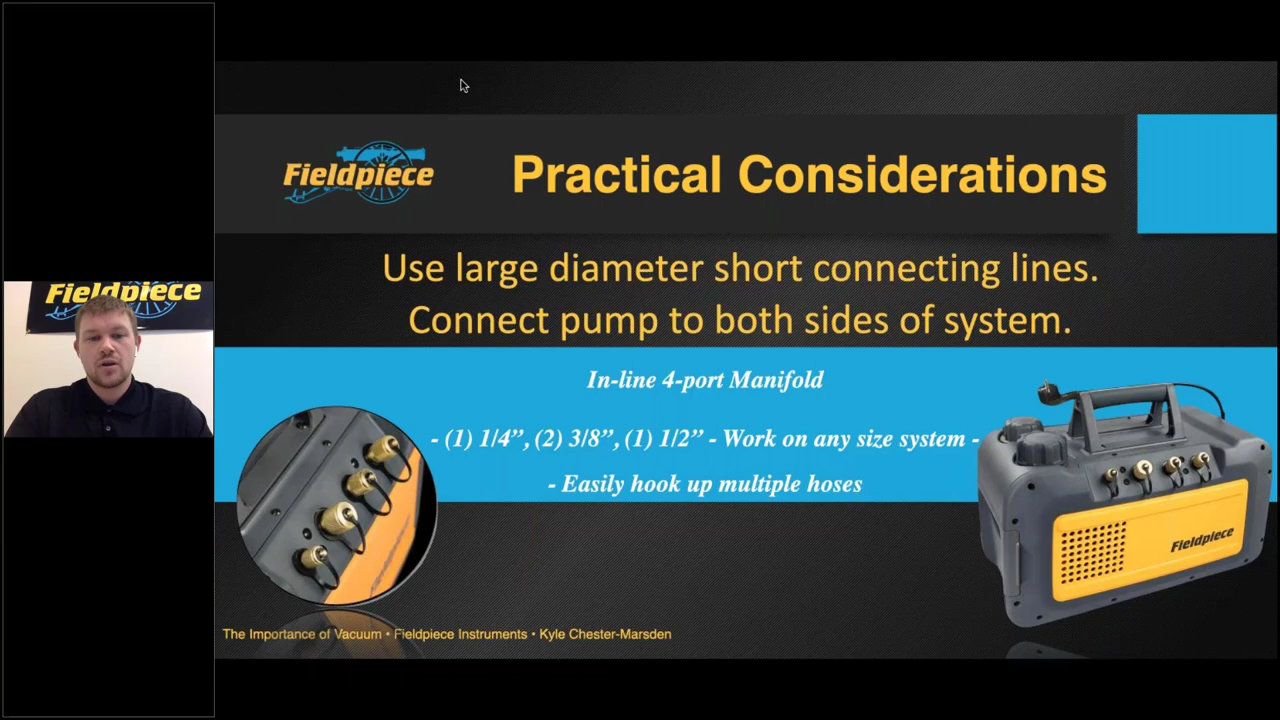 Fieldpiece
Practical Considerations
Use large diameter short connecting lines.
Connect pump to both sides of system.
Fieldpiece
In-line 4-port Manifold
- (1) 1/4”, (2) 3/8”, (1) 1/2” - Work on any size system -
- Easily hook up multiple hoses
Fieldpiece
The Importance of Vacuum • Fieldpiece Instruments • Kyle Chester-Marsden